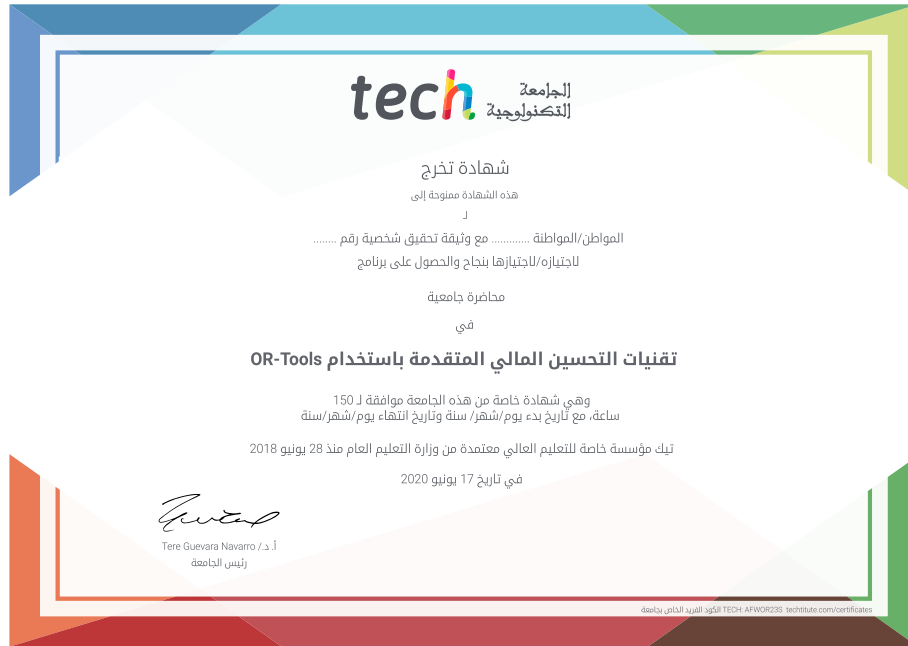 tech الجامعة
التكنولوجية
شهادة تخرج
هذه الشهادة ممنوحة إلى
لـ
المواطن/المواطنة ............. مع وثيقة تحقيق شخصية رقم ........
لاجتيازه/لاجتيازها بنجاح والحصول على برنامج
محاضرة جامعية
في
تقنيات التحسين المالي المتقدمة باستخدام OR-Tools
وهي شهادة خاصة من هذه الجامعة موافقة لـ 150
ساعة، مع تاريخ بدء يوم/شهر/ سنة وتاريخ انتهاء يوم/شهر/سنة
تيك مؤسسة خاصة للتعليم العالي معتمدة من وزارة التعليم العام منذ 28 يونيو 2018
في تاريخ 17 يونيو 2020
أ. د./ Tere Guevara Navarro
رئيس الجامعة
الكود الفريد الخاص بجامعة TECH: AFWOR23S techtitute.com/certificates